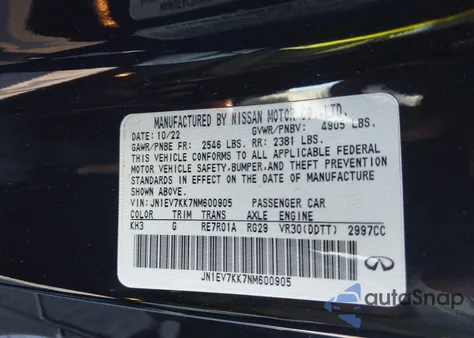 MANUFACTURED BY NISSAN MOTOR CO.,LTD.
DATE: 10/22 GVWR/PNBV: 4905 LBS.
GAWR/PNBE FR: 2546 LBS. RR: 2381 LBS.
THIS VEHICLE CONFORMS TO ALL APPLICABLE FEDERAL
MOTOR VEHICLE SAFETY,BUMPER,AND THEFT PREVENTION
STANDARDS IN EFFECT ON THE DATE OF MANUFACTURE
SHOWN ABOVE.
VIN: JN1EV7KK7NM600905 PASSENGER CAR
COLOR TRIM TRANS AXLE ENGINE
KH3 G RE7R01A RG29 VR30(DDTT) 2997CC
JN1EV7KK7NM600905
INFINITI
autoSnap